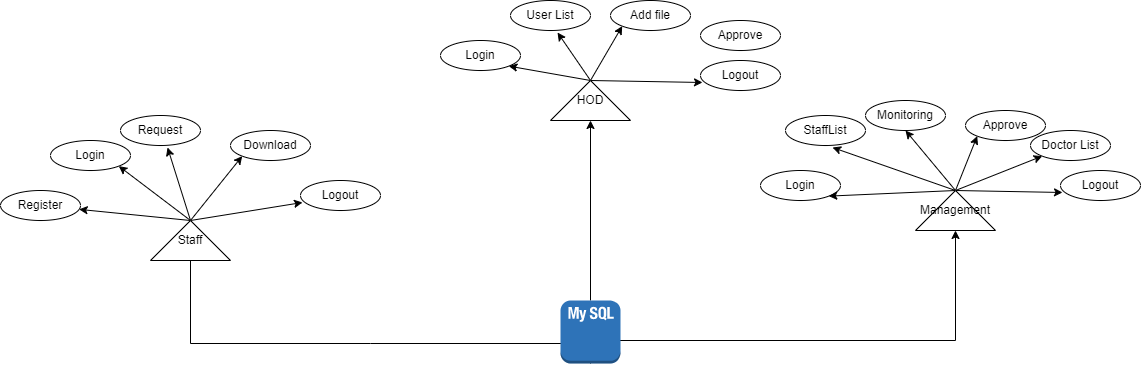 User List
Add file
Approve
Login
Logout
HOD
Request
Login
Download
Register
Logout
Staff
StaffList
Monitoring
Approve
Doctor List
Login
Logout
Management
My SQL